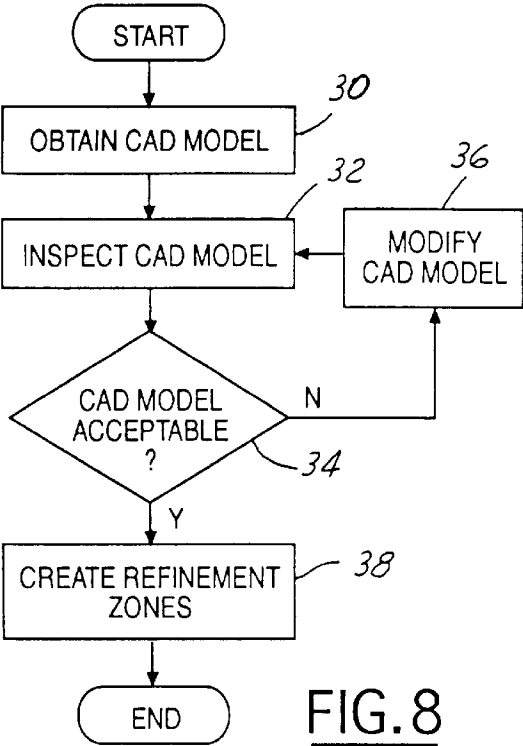 START
30
OBTAIN CAD MODEL
32
36
INSPECT CAD MODEL
MODIFY
CAD MODEL
CAD MODEL
ACCEPTABLE
?
N
34
Y
CREATE REFINEMENT
ZONES
38
END
FIG. 8